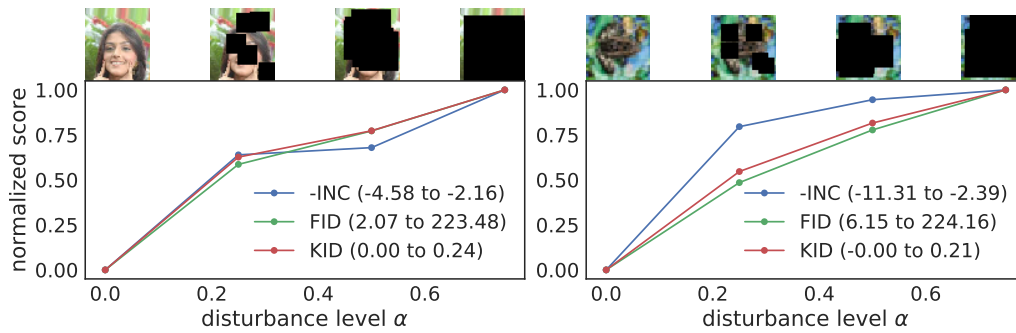 normalized score
1.00
0.75
0.50
0.25
0.00
-INC (-4.58 to -2.16)
FID (2.07 to 223.48)
KID (0.00 to 0.24)
0.0 0.2 0.4 0.6
disturbance level α
1.00
0.75
0.50
0.25
0.00
-INC (-11.31 to -2.39)
FID (6.15 to 224.16)
KID (-0.00 to 0.21)
0.0 0.2 0.4 0.6
disturbance level α